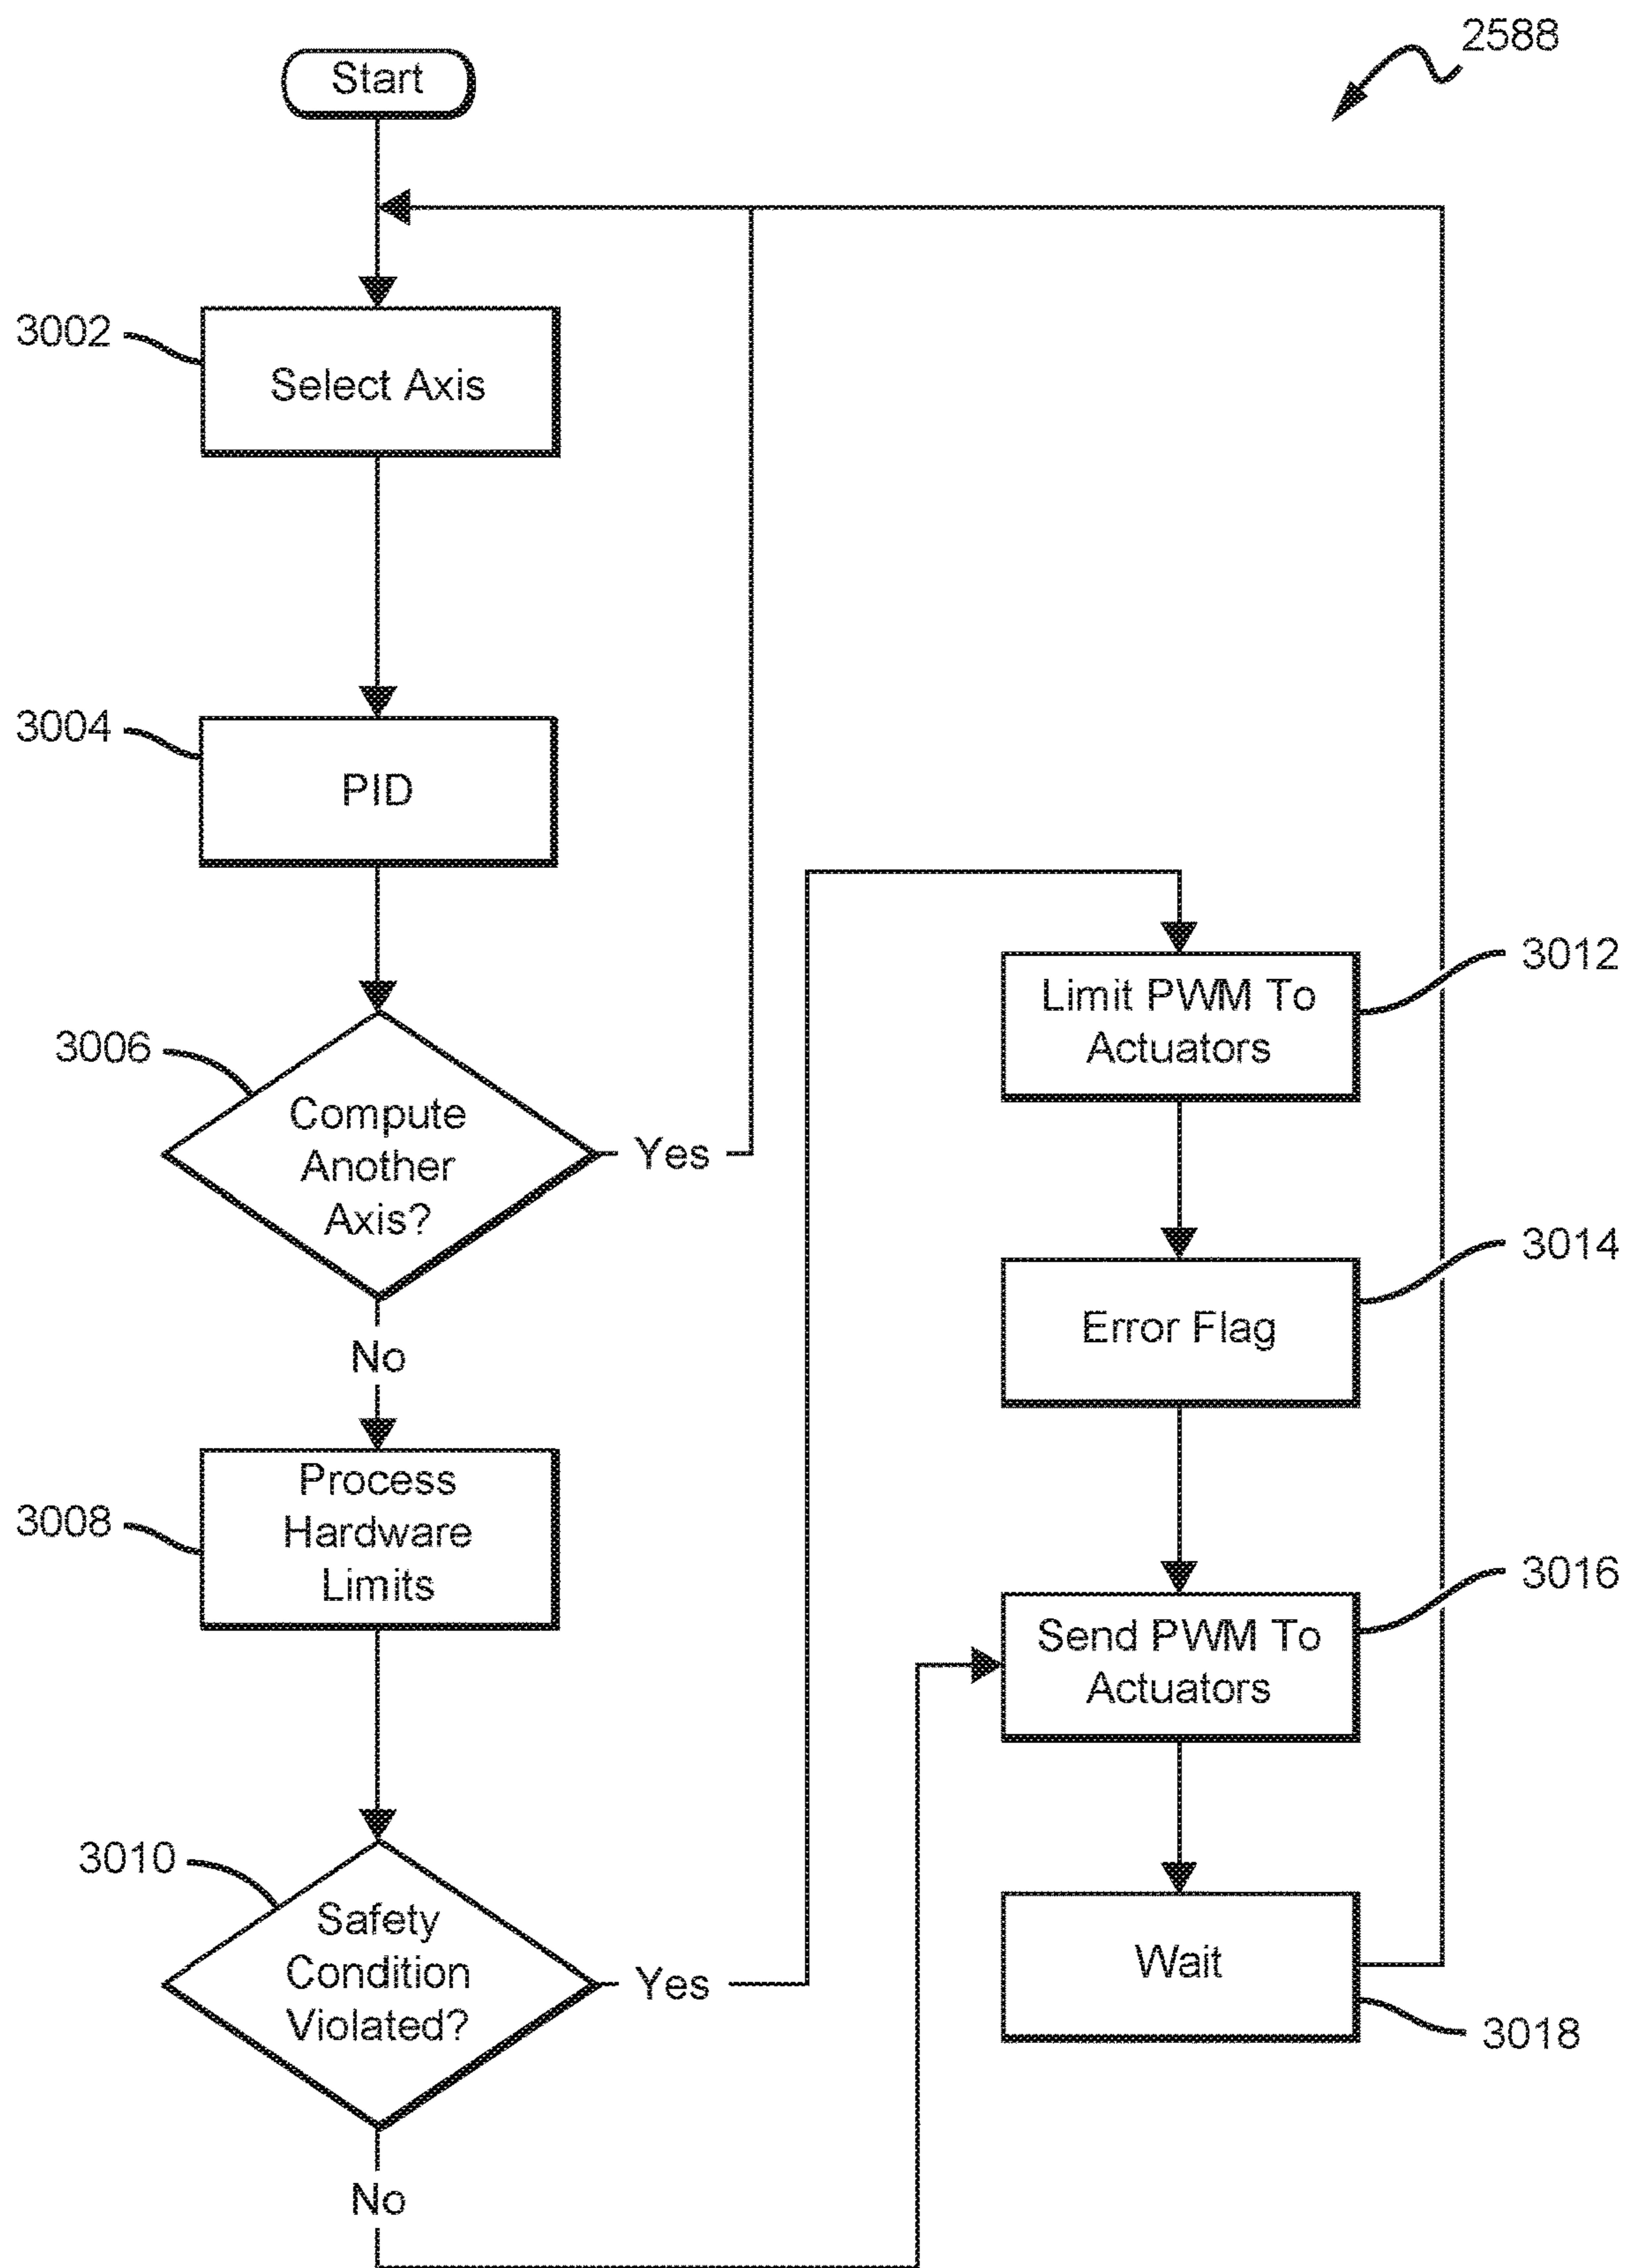 2588
Start
3002
Select Axis
3004
PID
3006
Compute
Another
Axis?
Yes
No
3008
Process
Hardware
Limits
3010
Safety
Condition
Violated?
Yes
No
3012
Limit PWM To
Actuators
3014
Error Flag
3016
Send PWM To
Actuators
Wait
3018